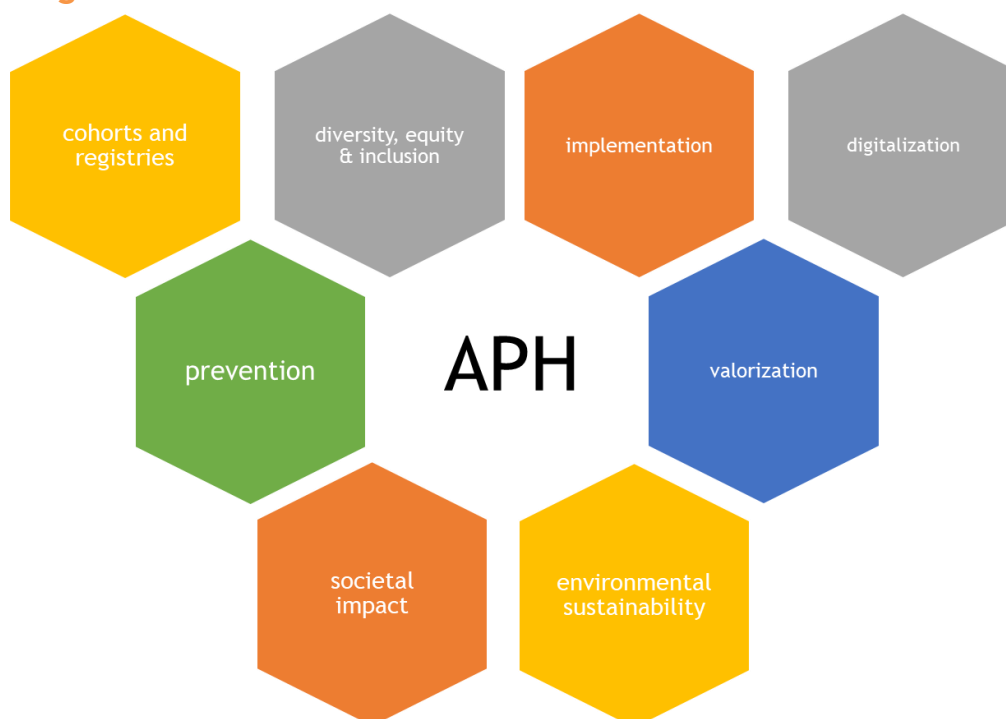 cohorts and
registries
diversity, equity
& inclusion
implementation
digitalization
prevention
APH
valorization
societal
impact
environmental
sustainability